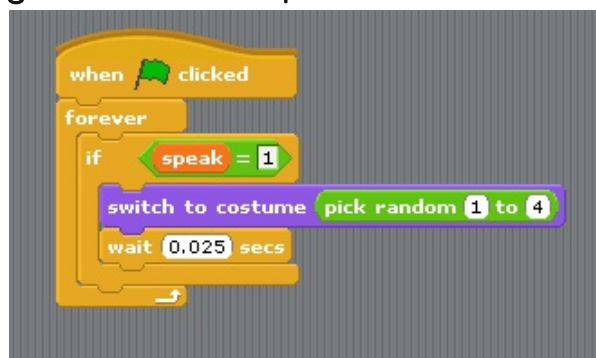 when clicked
forever
if speak = 1
switch to costume pick random 1 to 4
wait 0.025 secs